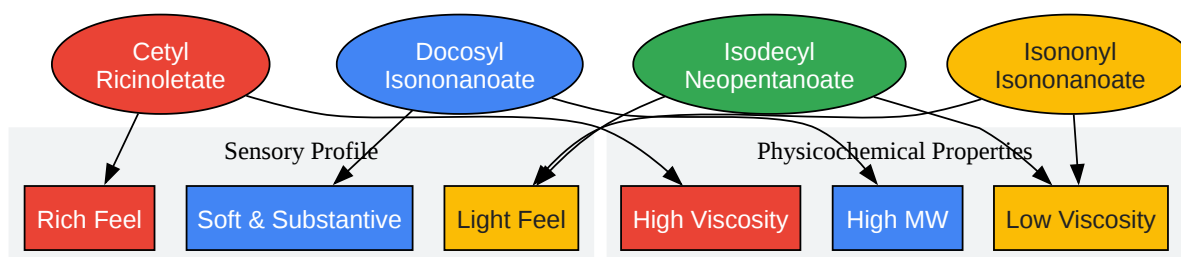 Cetyl
Ricinoletate
Docosyl
Isononanoate
Isodecyl
Neopentanoate
Isononyl
Isononanoate
Sensory Profile
Physicochemical Properties
Rich Feel
Soft & Substantive
Light Feel
High Viscosity
High MW
Low Viscosity